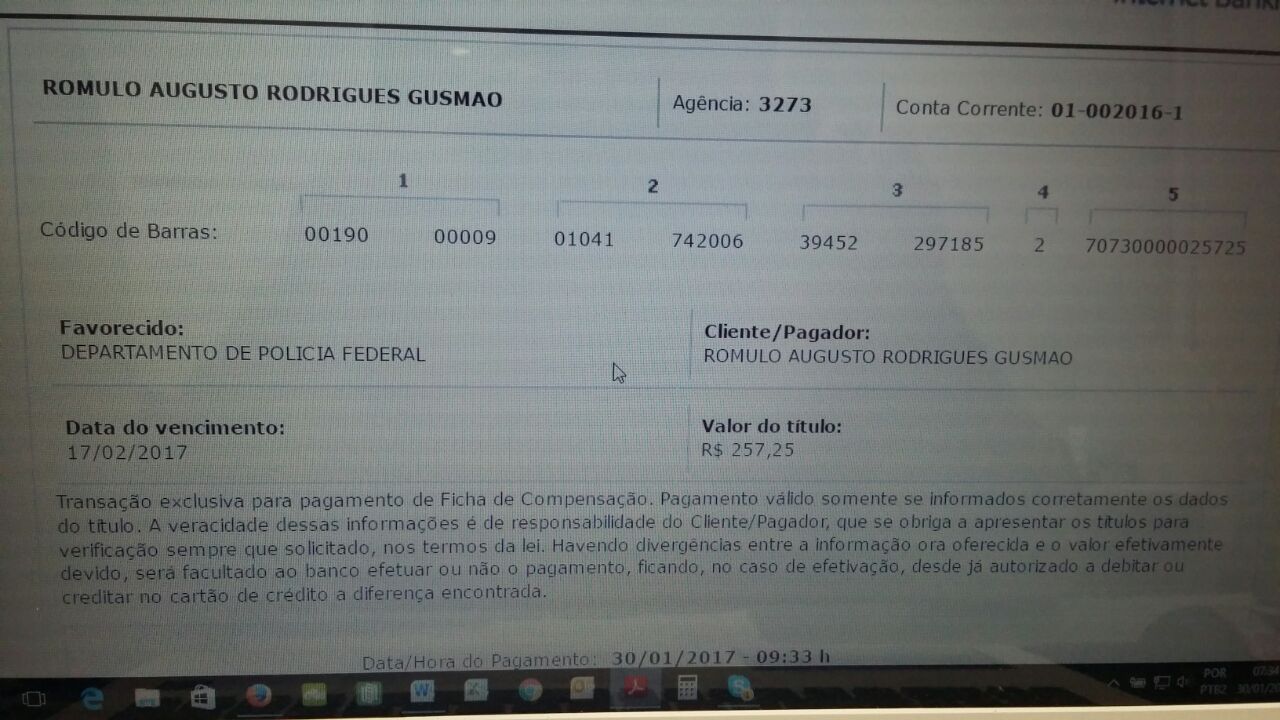 Internet Banki
ROMULO AUGUSTO RODRIGUES GUSMAO
Agência: 3273
Conta Corrente: 01-002016-1
1 2 3 4 5
Código de Barras: 00190 00009 01041 742006 39452 297185 2 70730000025725
Favorecido:
DEPARTAMENTO DE POLICIA FEDERAL
Cliente/Pagador:
ROMULO AUGUSTO RODRIGUES GUSMAO
Data do vencimento:
17/02/2017
Valor do título:
R$ 257,25
Transação exclusiva para pagamento de Ficha de Compensação. Pagamento válido somente se informados corretamente os dados
do título. A veracidade dessas informações é de responsabilidade do Cliente/Pagador, que se obriga a apresentar os títulos para
verificação sempre que solicitado, nos termos da lei. Havendo divergências entre a informação ora oferecida e o valor efetivamente
devido, será facultado ao banco efetuar ou não o pagamento, ficando, no caso de efetivação, desde já autorizado a debitar ou
creditar no cartão de crédito a diferença encontrada.
Data/Hora do Pagamento: 30/01/2017 - 09:33 h
POR
PTB2
07:34
30/01/20